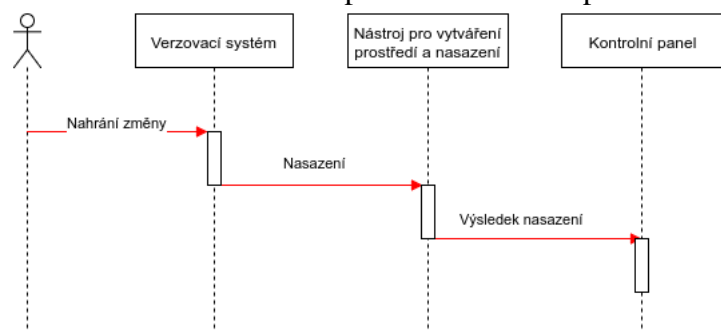 Verzovací systém
Nástroj pro vytváření
prostředí a nasazení
Kontrolní panel
Nahrání změny
Nasazení
Výsledek nasazení